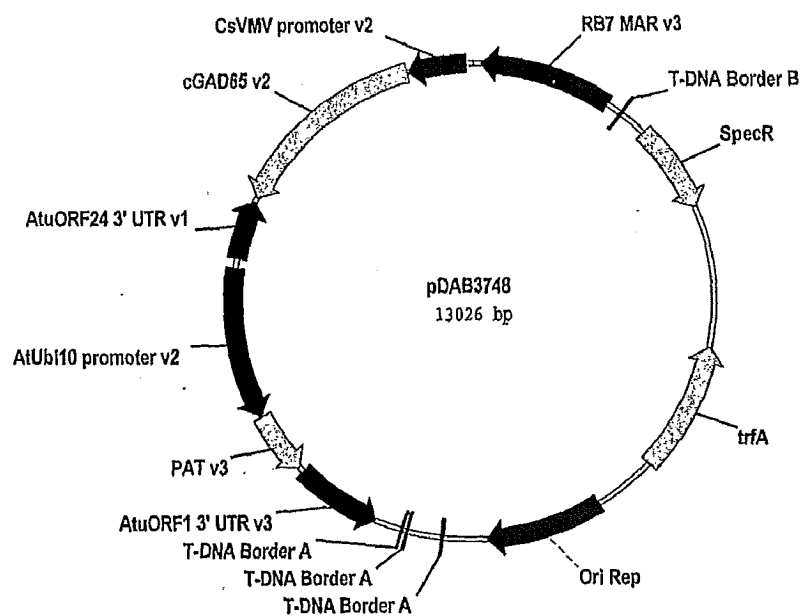 CsVMV promoter v2
RB7 MAR v3
cGAD65 v2
T-DNA Border B
SpecR
AtuORF24 3' UTR v1
pDAB3748
13026 bp
AtUbi10 promoter v2
trfA
PAT v3
AtuORF1 3' UTR v3
T-DNA Border A
T-DNA Border A
Ori Rep
T-DNA Border A